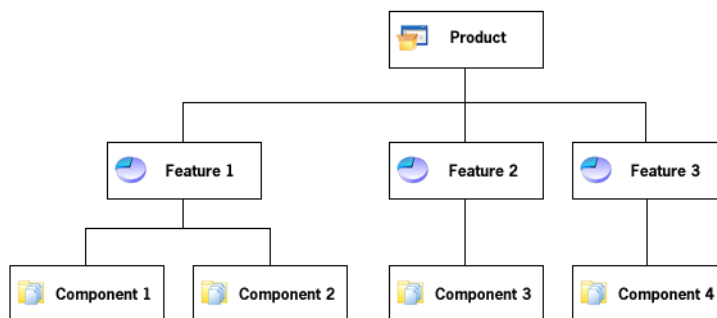 Product
Feature 1
Feature 2
Feature 3
Component 1
Component 2
Component 3
Component 4